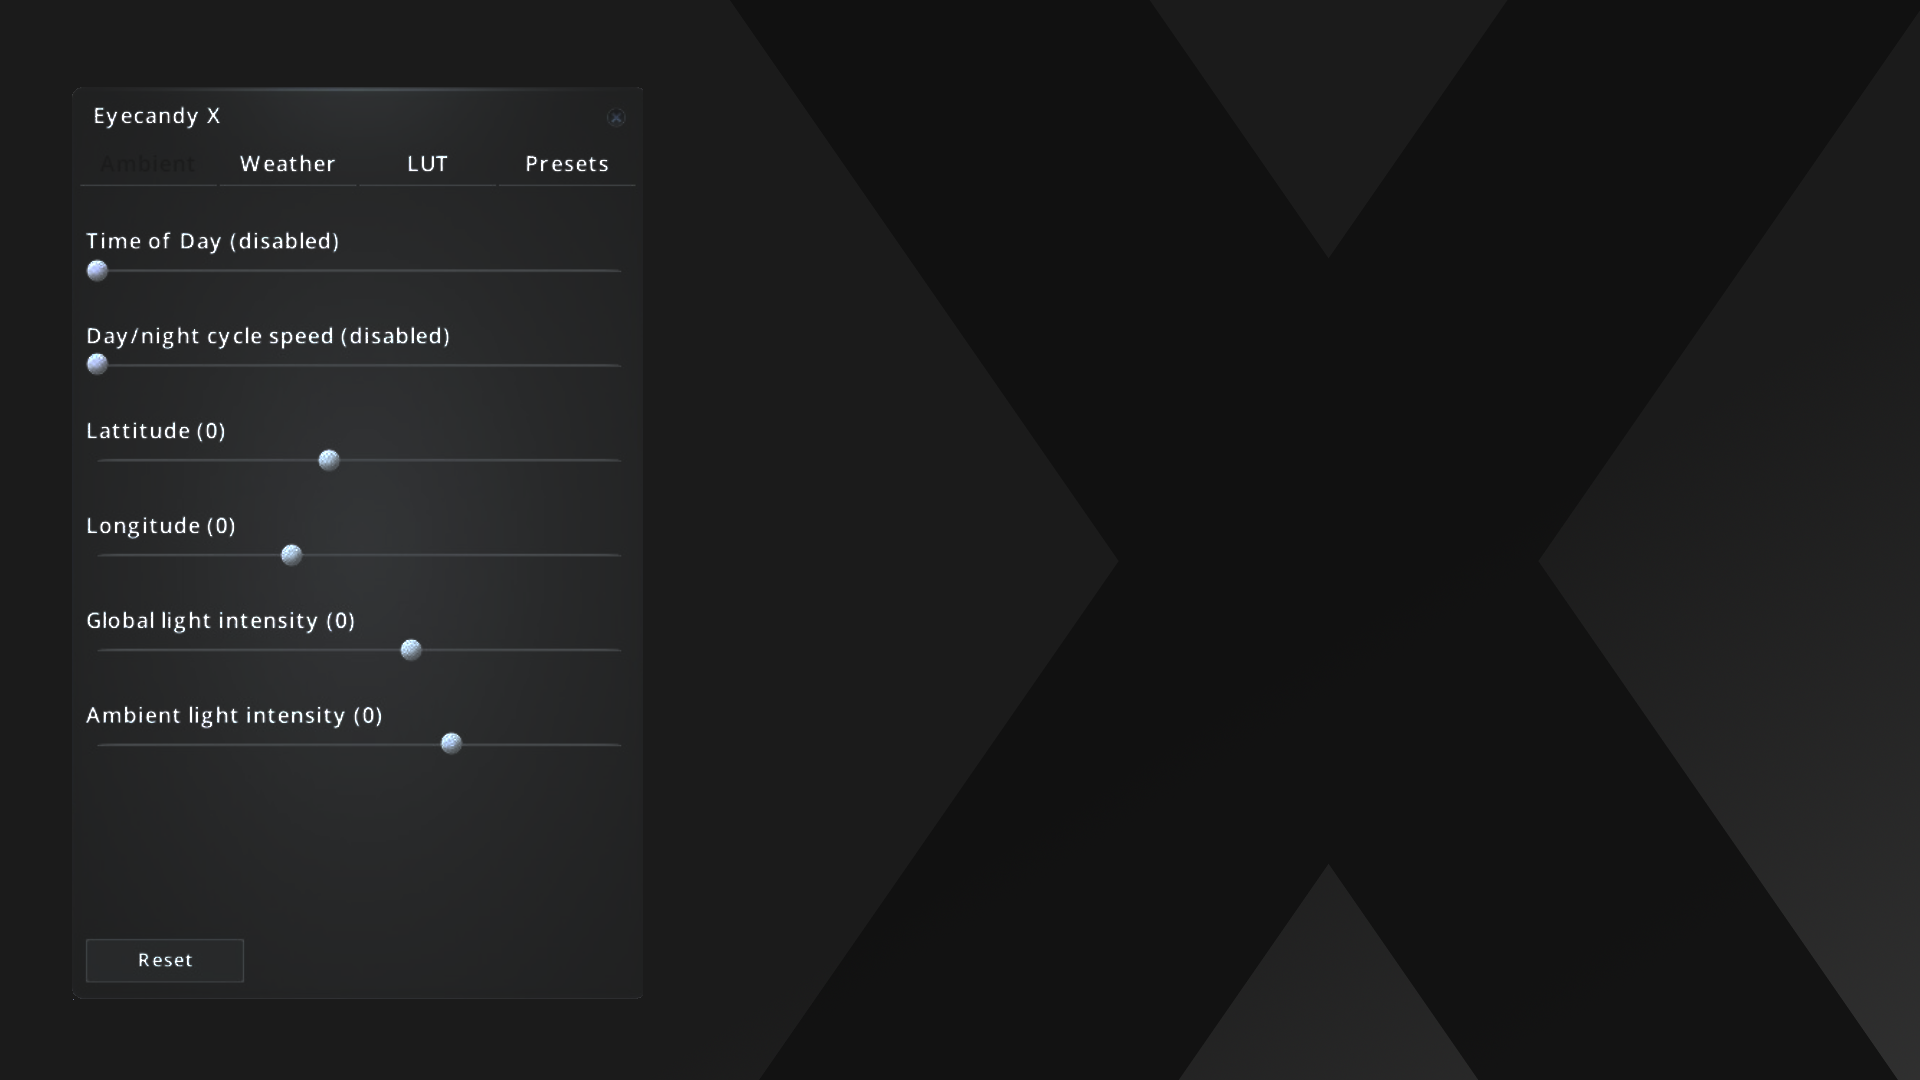 Eyecandy X
Ambient Weather LUT Presets
Time of Day (disabled)
Day/night cycle speed (disabled)
Lattitude (0)
Longitude (0)
Global light intensity (0)
Ambient light intensity (0)
Reset